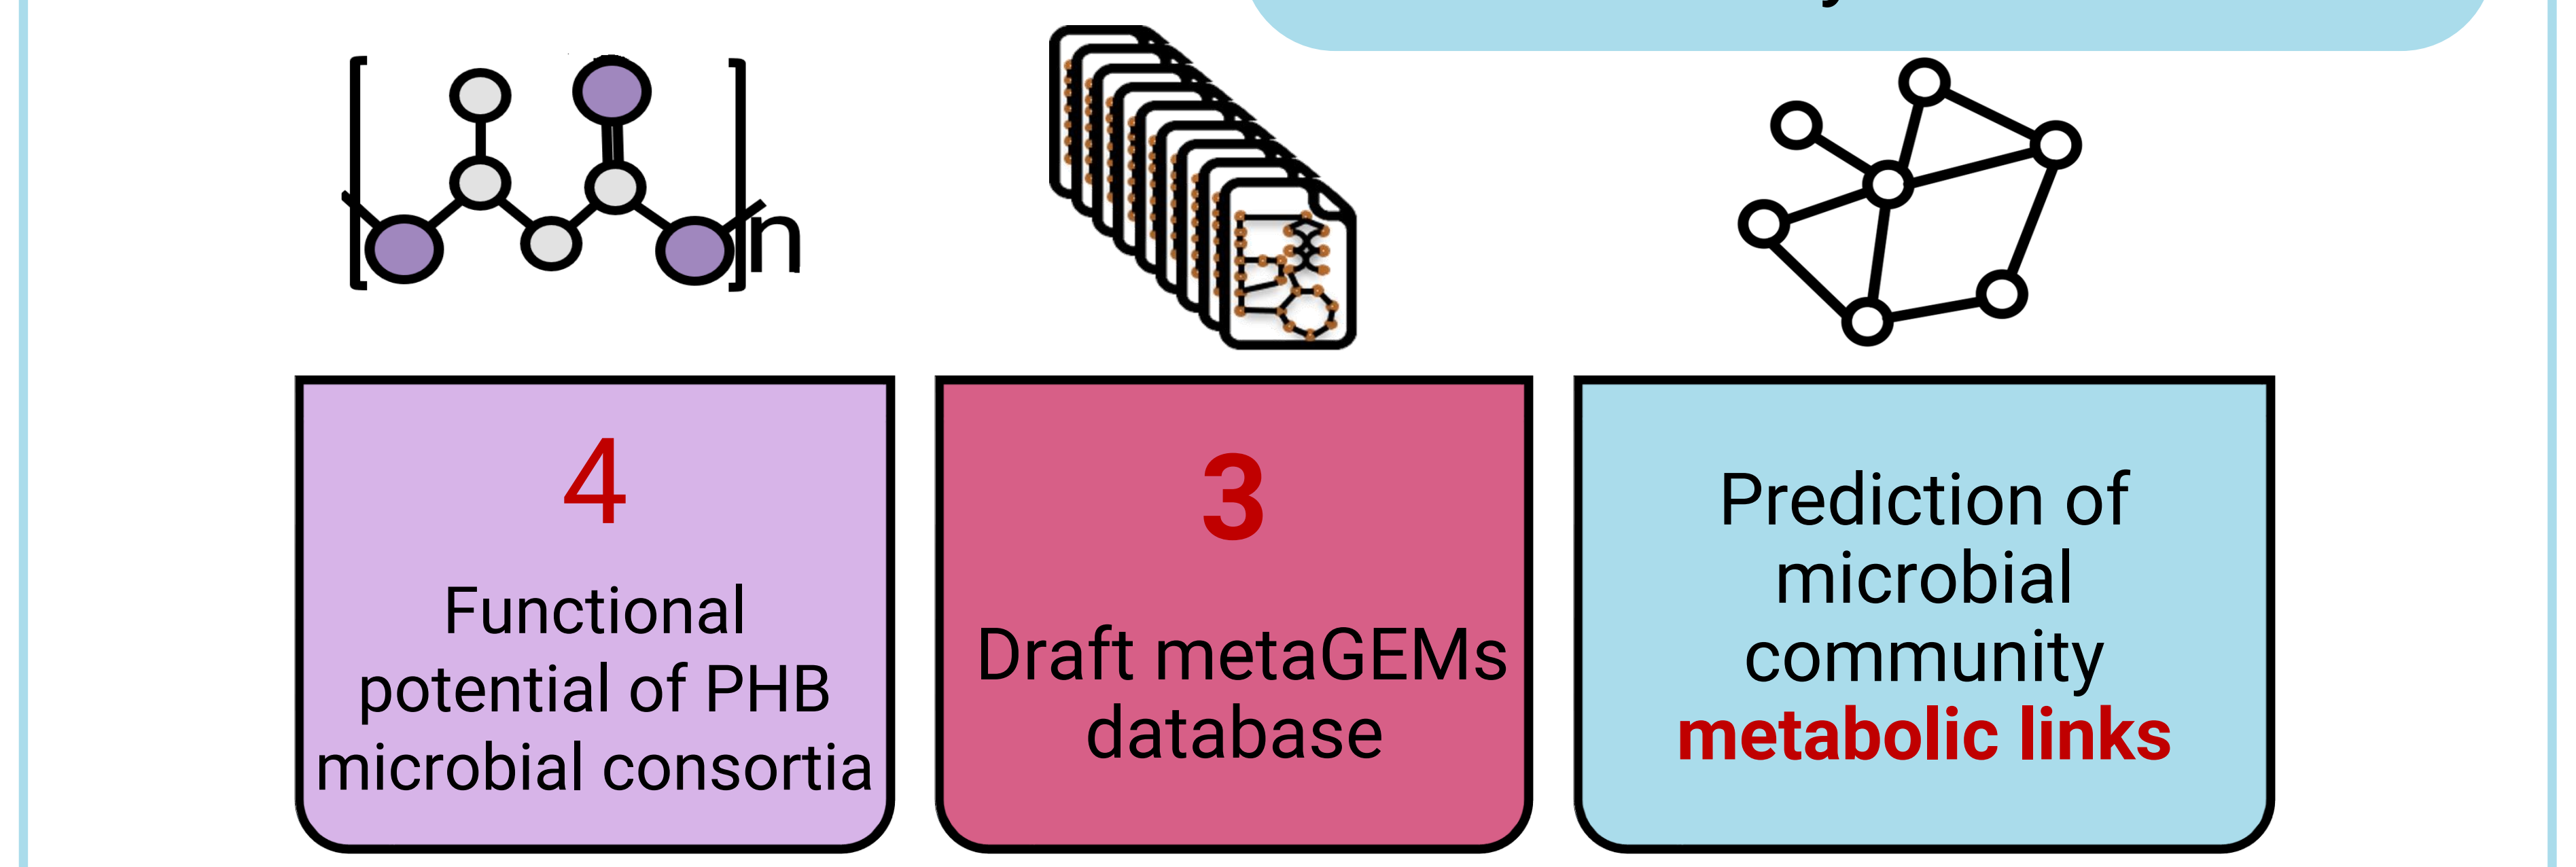 n
4
Functional
potential of PHB
microbial consortia
3
Draft metaGEMs
database
Prediction of
microbial
community
metabolic links